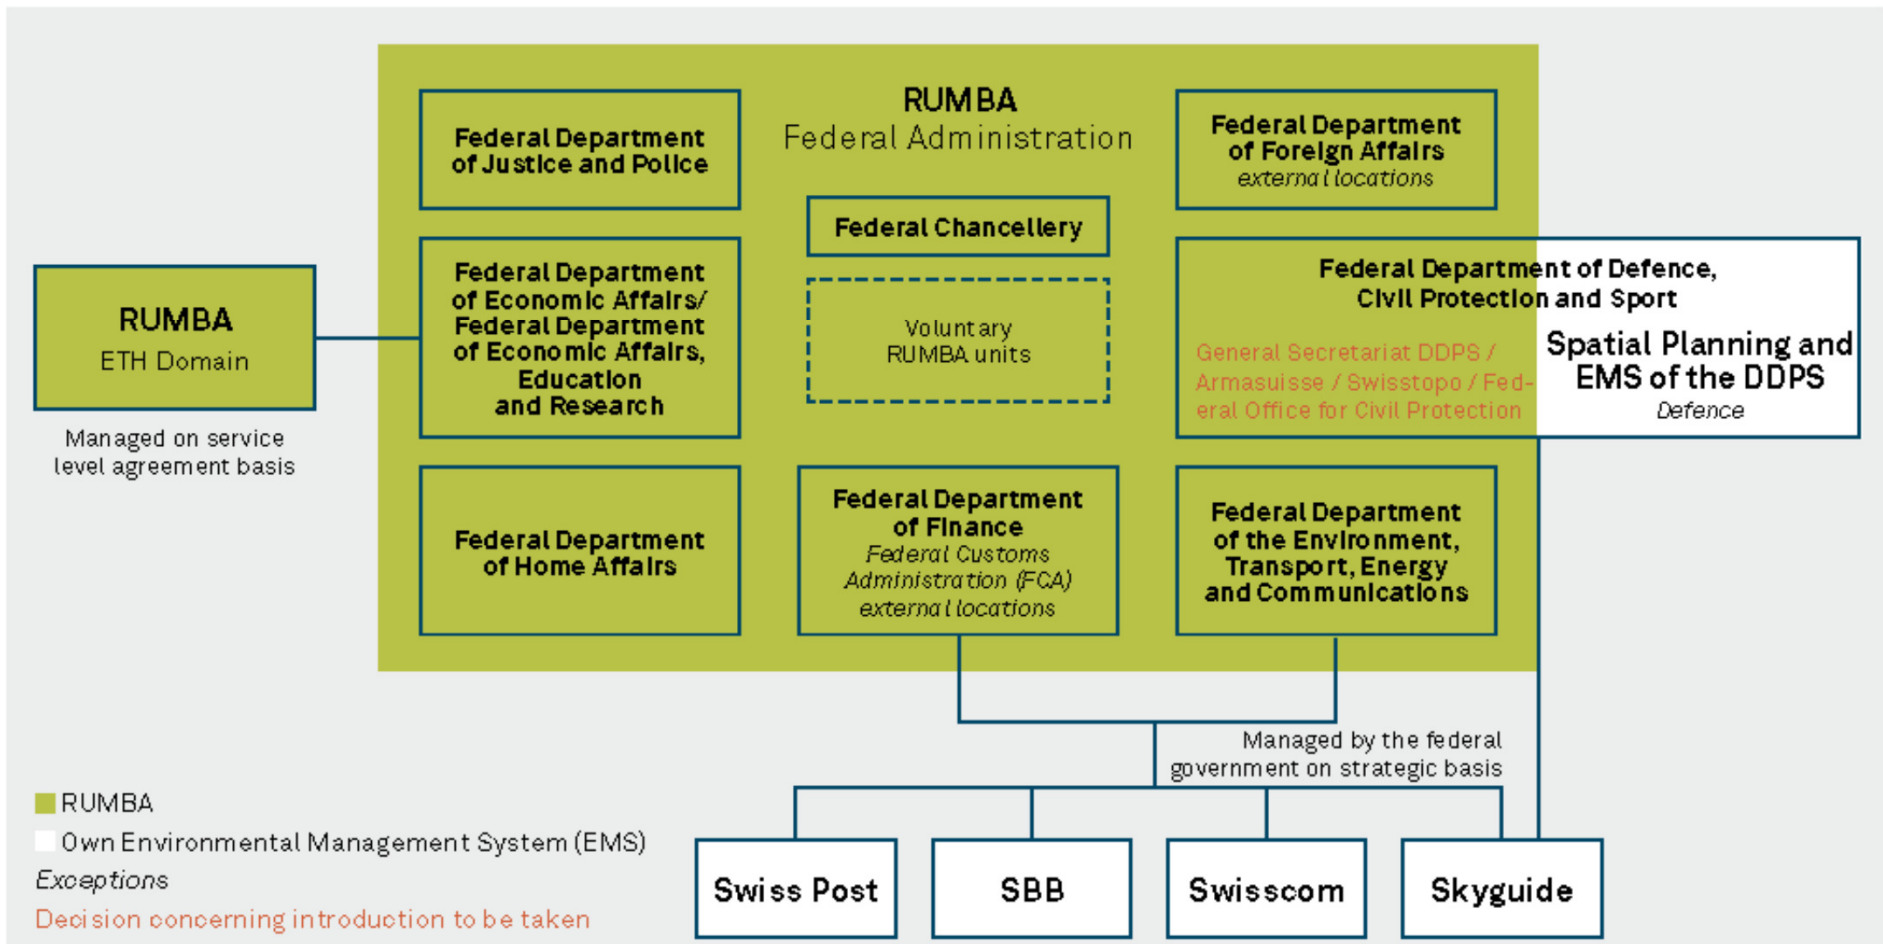 RUMBA
Federal Administration
Federal Department
of Justice and Police
Federal Department
of Foreign Affairs
external locations
Federal Chancellery
RUMBA
ETH Domain
Managed on service
level agreement basis
Federal Department
of Economic Affairs/
Federal Department
of Economic Affairs,
Education
and Research
Voluntary
RUMBA units
Federal Department of Defence,
Civil Protection and Sport
General Secretariat DDPS /
Armasuisse / Swisstopo / Fed-
eral Office for Civil Protection
Spatial Planning and
EMS of the DDPS
Defence
Federal Department
of Home Affairs
Federal Department
of Finance
Federal Customs
Administration (FCA)
external locations
Federal Department
of the Environment,
Transport, Energy
and Communications
Managed by the federal
government on strategic basis
RUMBA
Own Environmental Management System (EMS)
Exceptions
Decision concerning introduction to be taken
Swiss Post
SBB
Swisscom
Skyguide